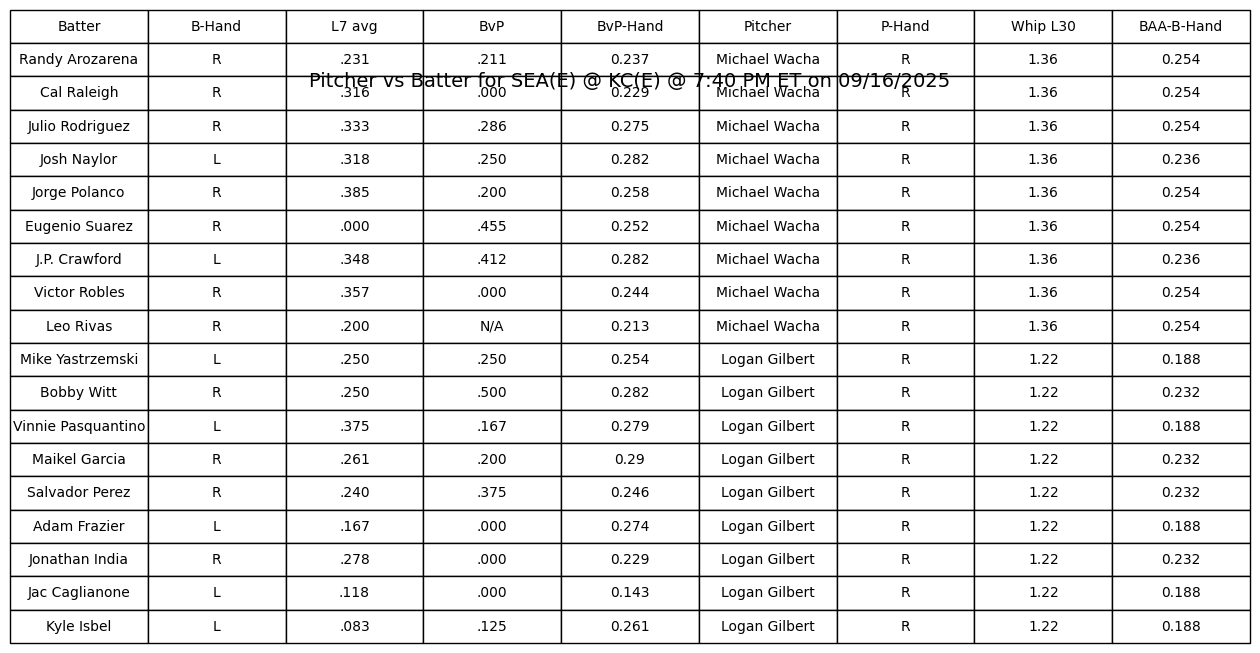 Batter B-Hand L7 avg BvP BvP-Hand Pitcher P-Hand Whip L30 BAA-B-Hand
Randy Arozarena R .231 .211 0.237 Michael Wacha R 1.36 0.254
Pitcher vs Batter for SEA(E) @ KC(E) @ 7:40 PM ET on 09/16/2025
Cal Raleigh R .316 .000 0.229 Michael Wacha R 1.36 0.254
Julio Rodriguez R .333 .286 0.275 Michael Wacha R 1.36 0.254
Josh Naylor L .318 .250 0.282 Michael Wacha R 1.36 0.236
Jorge Polanco R .385 .200 0.258 Michael Wacha R 1.36 0.254
Eugenio Suarez R .000 .455 0.252 Michael Wacha R 1.36 0.254
J.P. Crawford L .348 .412 0.282 Michael Wacha R 1.36 0.236
Victor Robles R .357 .000 0.244 Michael Wacha R 1.36 0.254
Leo Rivas R .200 N/A 0.213 Michael Wacha R 1.36 0.254
Mike Yastrzemski L .250 .250 0.254 Logan Gilbert R 1.22 0.188
Bobby Witt R .250 .500 0.282 Logan Gilbert R 1.22 0.232
Vinnie Pasquantino L .375 .167 0.279 Logan Gilbert R 1.22 0.188
Maikel Garcia R .261 .200 0.29 Logan Gilbert R 1.22 0.232
Salvador Perez R .240 .375 0.246 Logan Gilbert R 1.22 0.232
Adam Frazier L .167 .000 0.274 Logan Gilbert R 1.22 0.188
Jonathan India R .278 .000 0.229 Logan Gilbert R 1.22 0.232
Jac Caglianone L .118 .000 0.143 Logan Gilbert R 1.22 0.188
Kyle Isbel L .083 .125 0.261 Logan Gilbert R 1.22 0.188